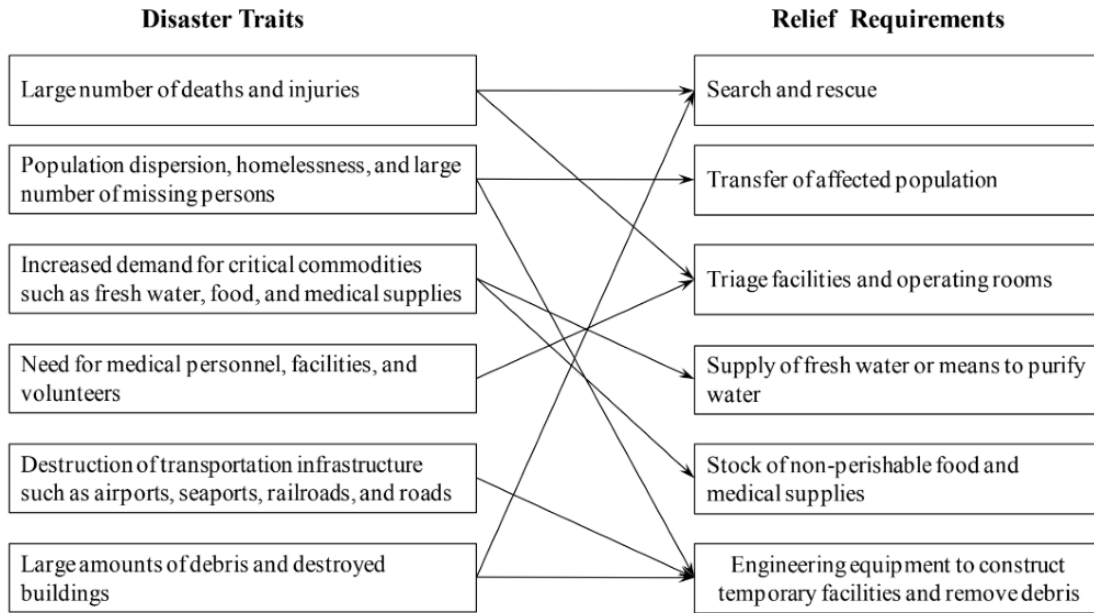 Disaster Traits
Relief Requirements
Large number of deaths and injuries
Search and rescue
Population dispersion, homelessness, and large
number of missing persons
Transfer of affected population
Increased demand for critical commodities
such as fresh water, food, and medical supplies
Triage facilities and operating rooms
Need for medical personnel, facilities, and
volunteers
Supply of fresh water or means to purify
water
Destruction of transportation infrastructure
such as airports, seaports, railroads, and roads
Stock of non-perishable food and
medical supplies
Large amounts of debris and destroyed
buildings
Engineering equipment to construct
temporary facilities and remove debris